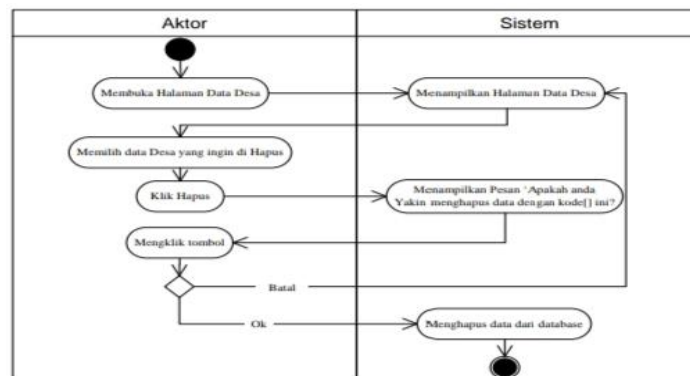 Aktor
Sistem
Membuka Halaman Data Desa
Menampilkan Halaman Data Desa
Memilih data Desa yang ingin di Hapus
Klik Hapus
Menampilkan Pesan 'Apakah anda
Yakin menghapus data dengan kode[] ini?
Mengklik tombol
Batal
Ok
Menghapus data dari database